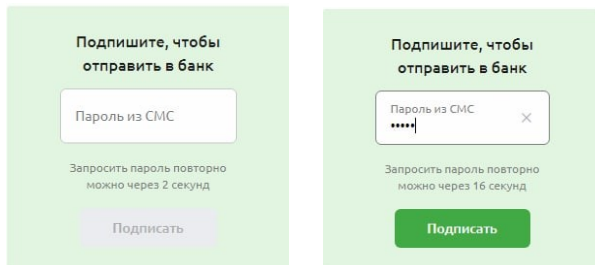 Подпишите, чтобы
отправить в банк
Пароль из СМС
Запросить пароль повторно
можно через 2 секунд
Подписать
Подпишите, чтобы
отправить в банк
Пароль из СМС
•••••
Запросить пароль повторно
можно через 16 секунд
Подписать